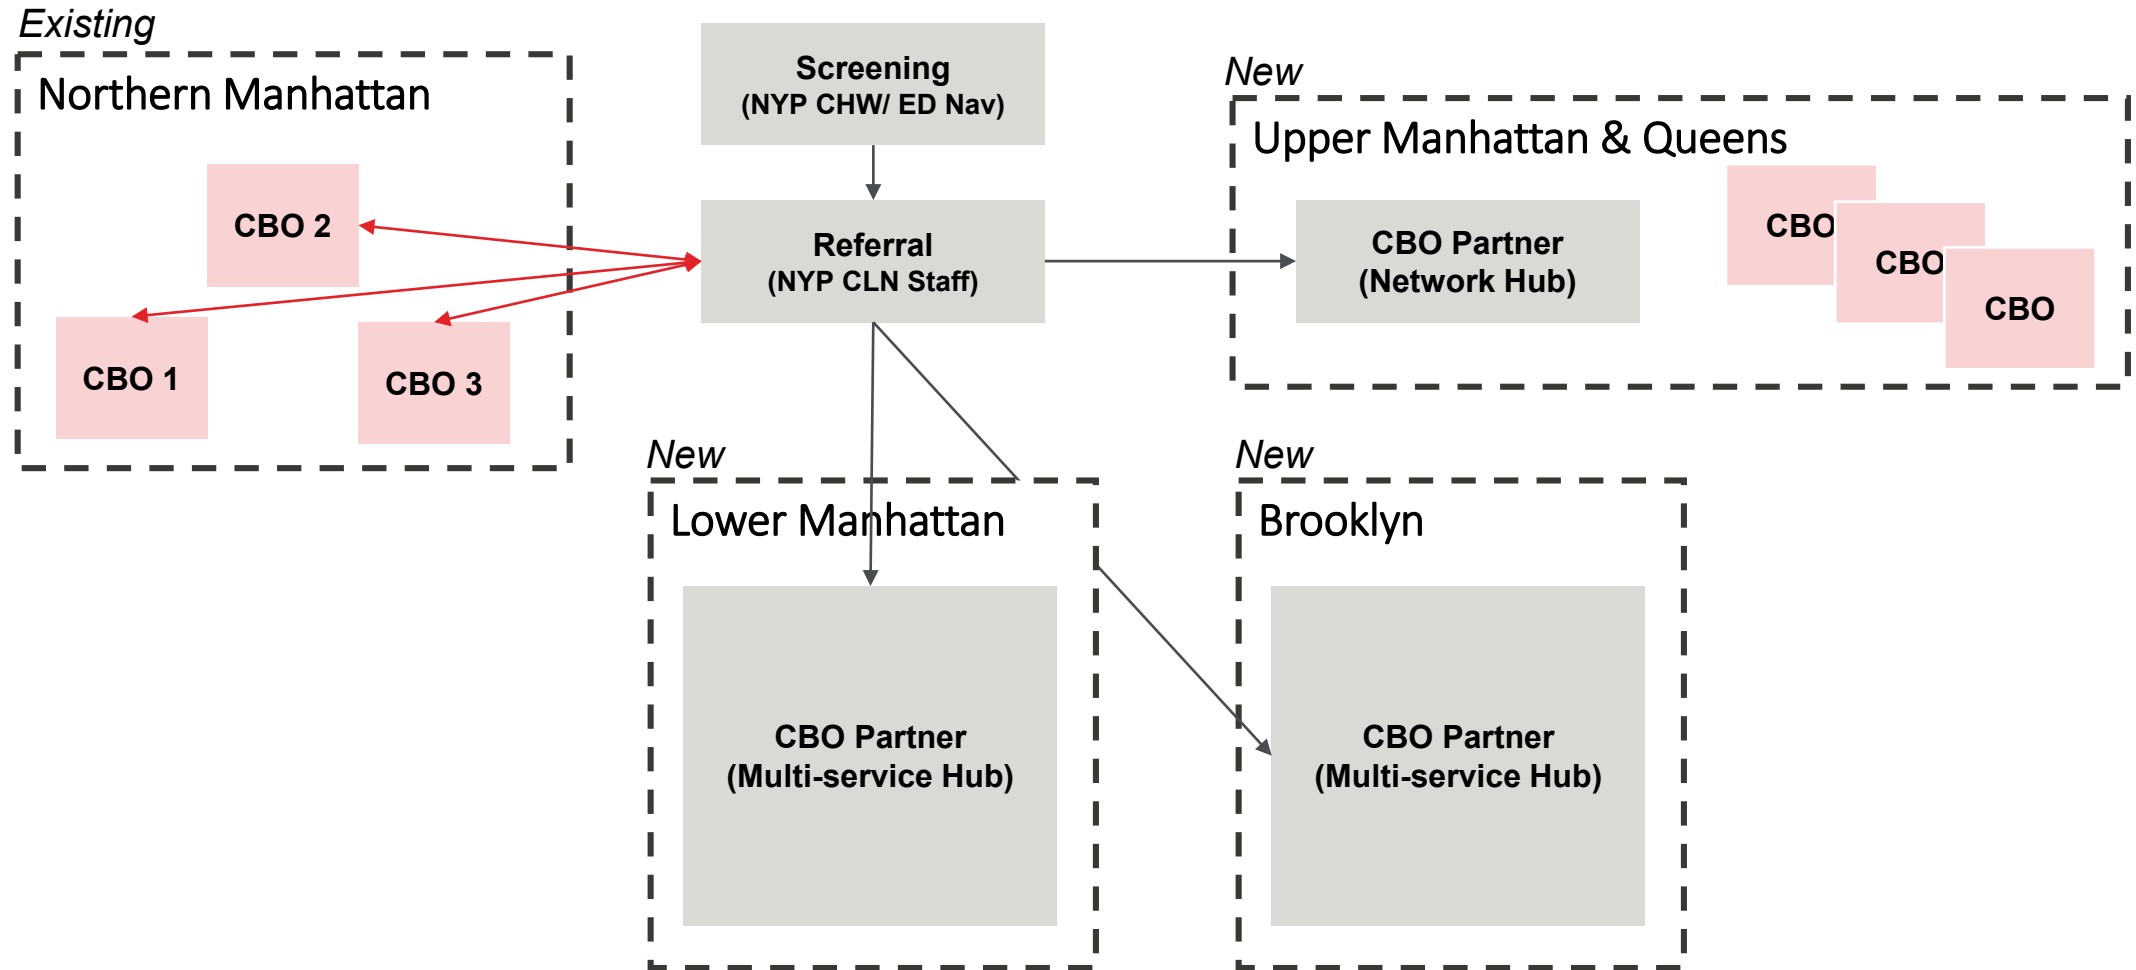 Existing
Northern Manhattan
CBO 2
CBO 1
CBO 3
Screening
(NYP CHW/ ED Nav)
Referral
(NYP CLN Staff)
New
Upper Manhattan & Queens
CBO Partner
(Network Hub)
CBO
CBO
CBO
New
Lower Manhattan
CBO Partner
(Multi-service Hub)
New
Brooklyn
CBO Partner
(Multi-service Hub)